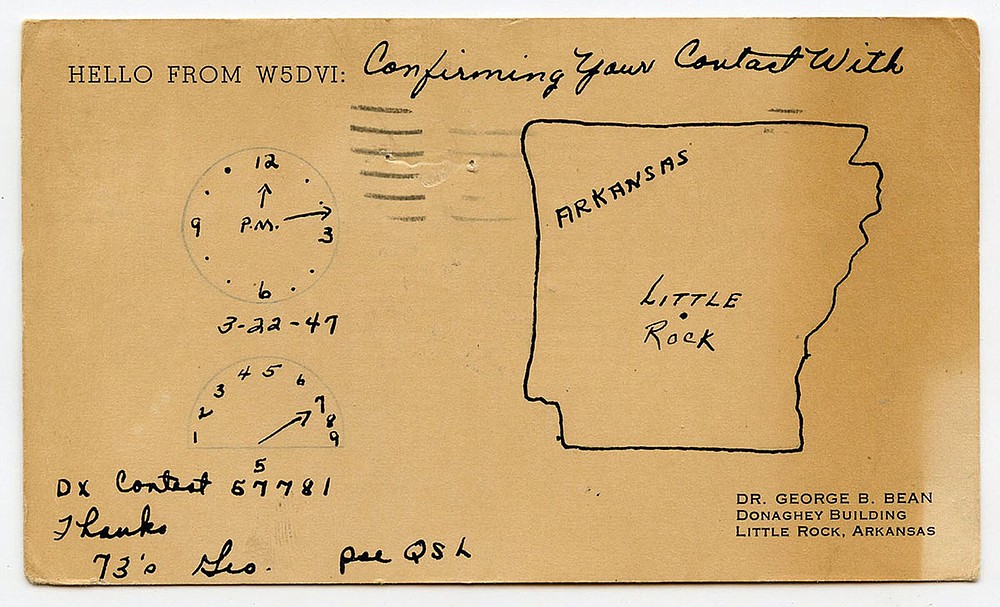 HELLO FROM W5DVI: Confirming Your Contact With
12
9 P.M. 3
6
3-22-47
1 2 3 4 5 6 7 8 9
ARKANSAS
LITTLE
ROCK
5
DX Contest 57781
Thanks
73's Geo. pse QSL
DR. GEORGE B. BEAN
DONAGHEY BUILDING
LITTLE ROCK, ARKANSAS